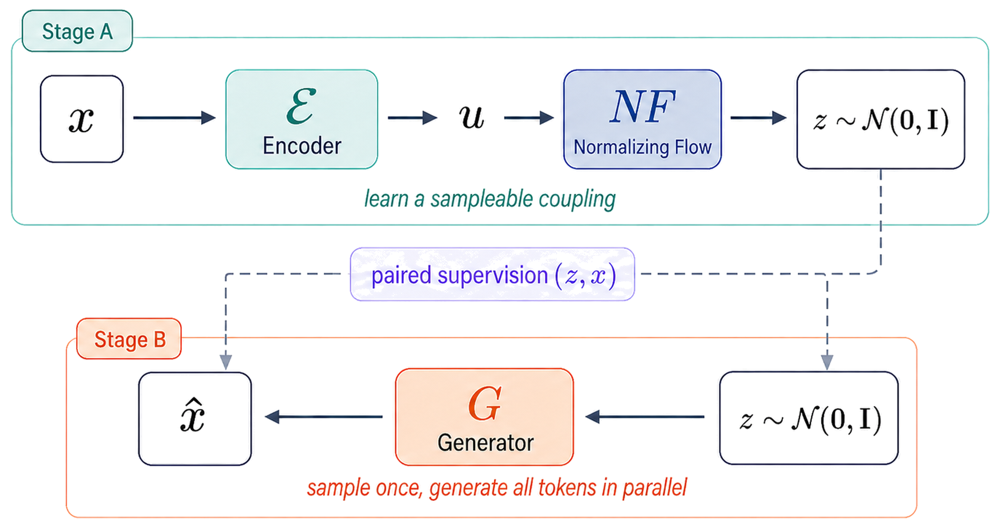 Stage A
x
ℰ
Encoder
u
NF
Normalizing Flow
z ∼ 𝒩(0, I)
learn a sampleable coupling
paired supervision (z, x)
Stage B
x̂
G
Generator
z ∼ 𝒩(0, I)
sample once, generate all tokens in parallel